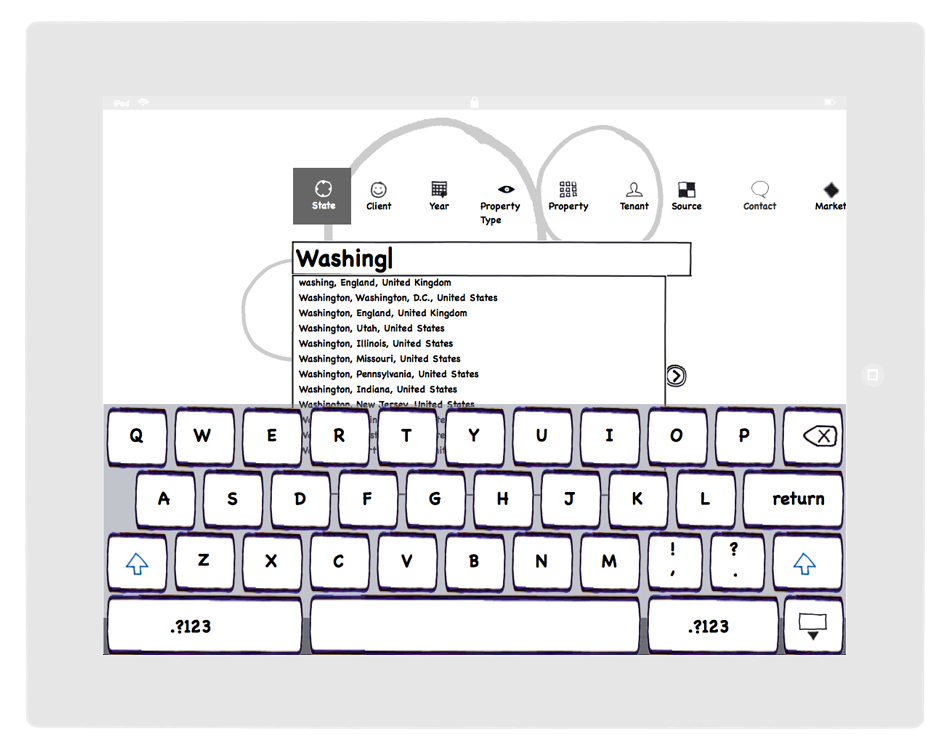 iPad
State Client Year Property Type Property Tenant Source Contact Market
Washing
washing, England, United Kingdom
Washington, Washington, D.C., United States
Washington, England, United Kingdom
Washington, Utah, United States
Washington, Illinois, United States
Washington, Missouri, United States
Washington, Pennsylvania, United States
Washington, Indiana, United States
Washington, New Jersey, United States
Q W E R T Y U I O P X
A S D F G H J K L return
Z X C V B N M ! , ? .
.?123 .?123